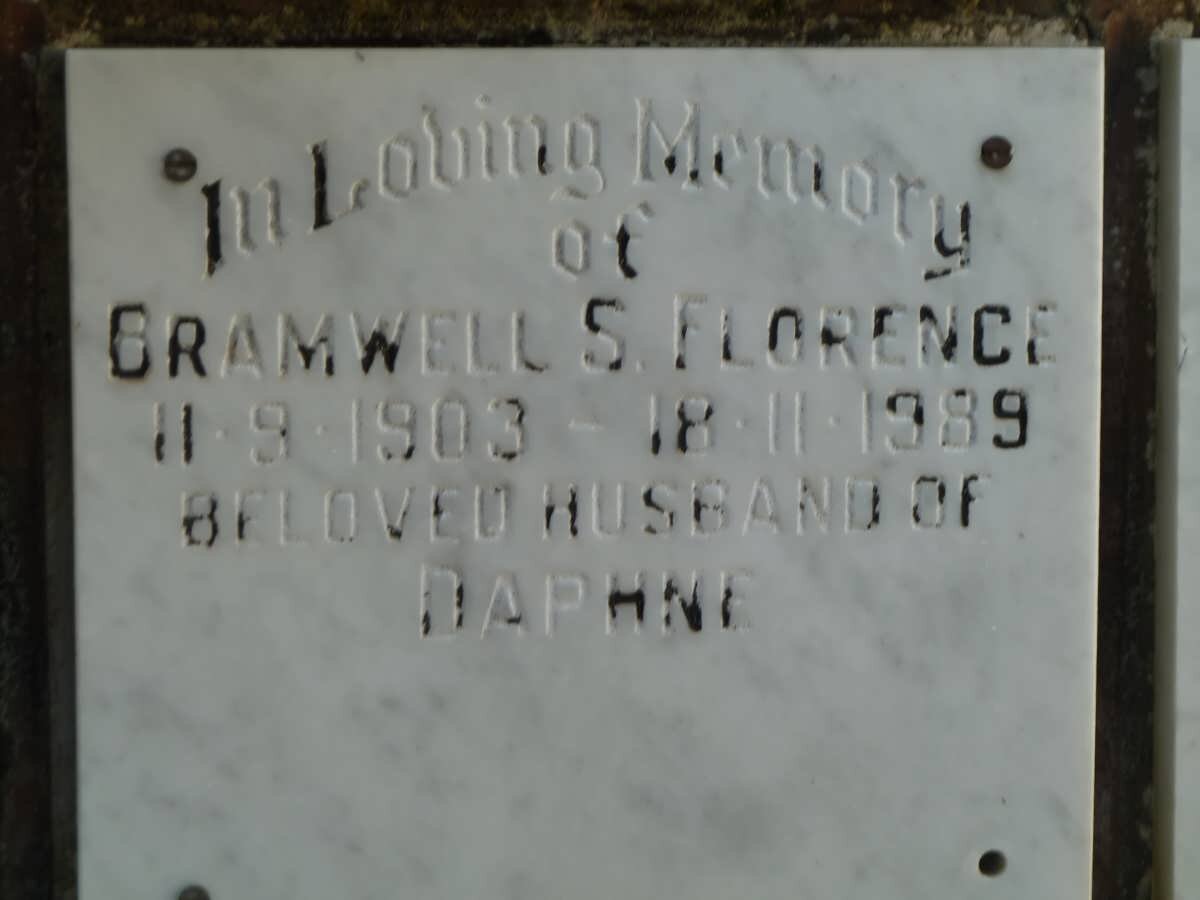 In Loving Memory
of
BRAMWELL S. FLORENCE
11·9·1903 - 18·11·1989
BELOVED HUSBAND OF
DAPHNE